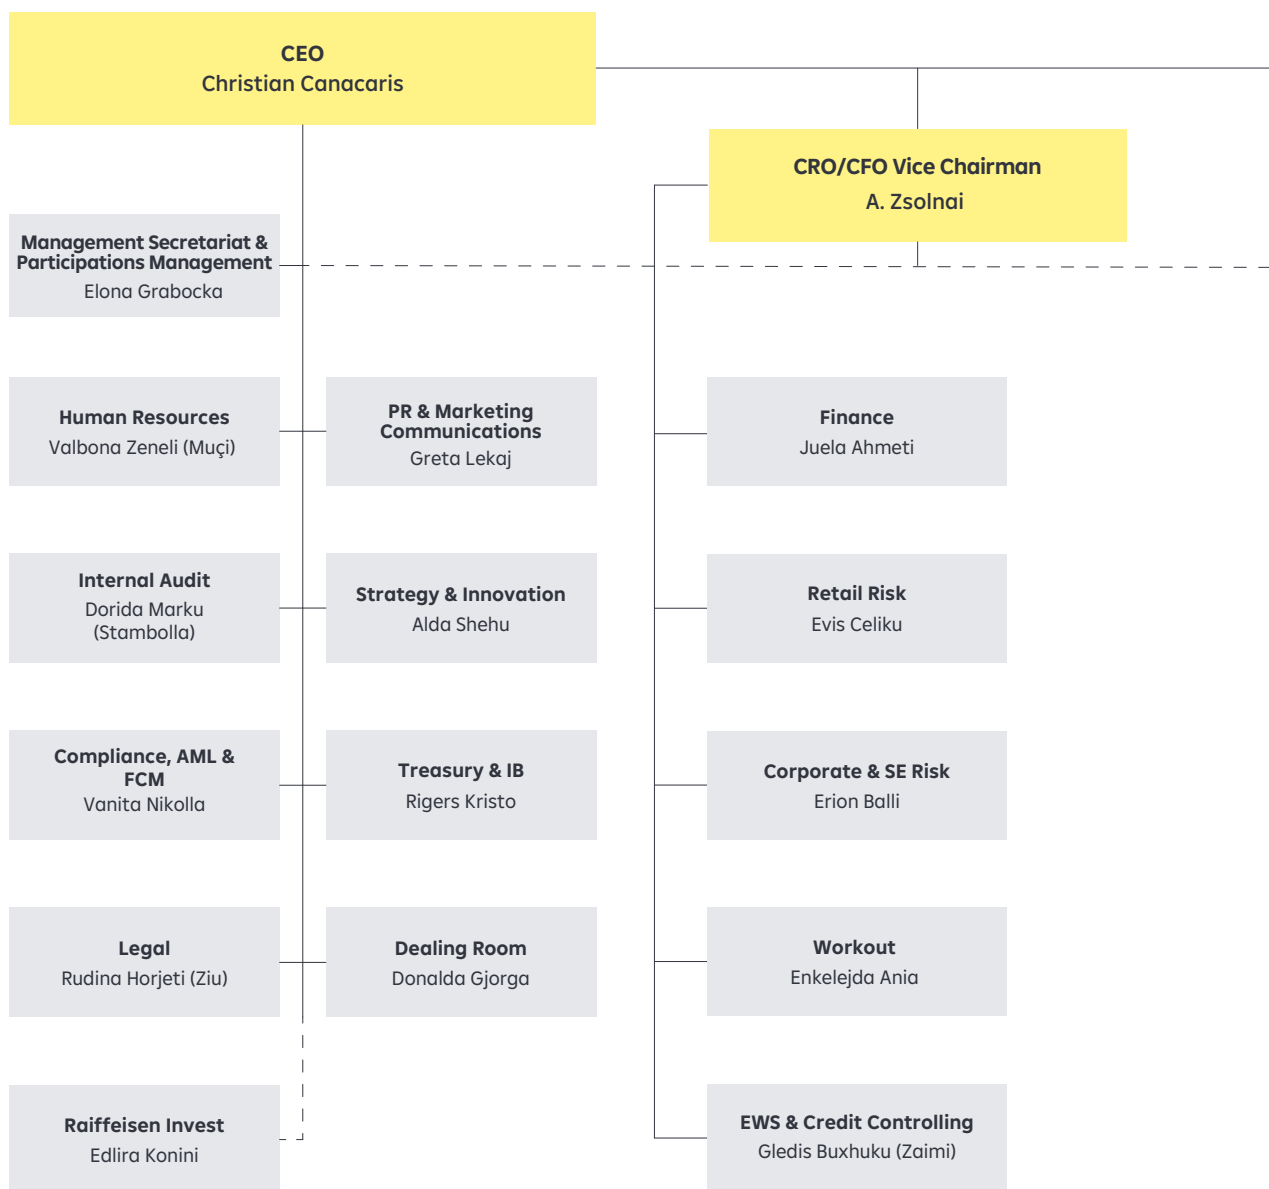 CEO
Christian Canacaris
CRO/CFO Vice Chairman
A. Zsolnai
Management Secretariat &
Participations Management
Elona Grabocka
Human Resources
Valbona Zeneli (Muçi)
PR & Marketing
Communications
Greta Lekaj
Finance
Juela Ahmeti
Internal Audit
Dorida Marku
(Stambolla)
Strategy & Innovation
Alda Shehu
Retail Risk
Evis Celiku
Compliance, AML &
FCM
Vanita Nikolla
Treasury & IB
Rigers Kristo
Corporate & SE Risk
Erion Balli
Legal
Rudina Horjeti (Ziu)
Dealing Room
Donalda Gjorga
Workout
Enkelejda Ania
Raiffeisen Invest
Edlira Konini
EWS & Credit Controlling
Gledis Buxhuku (Zaimi)